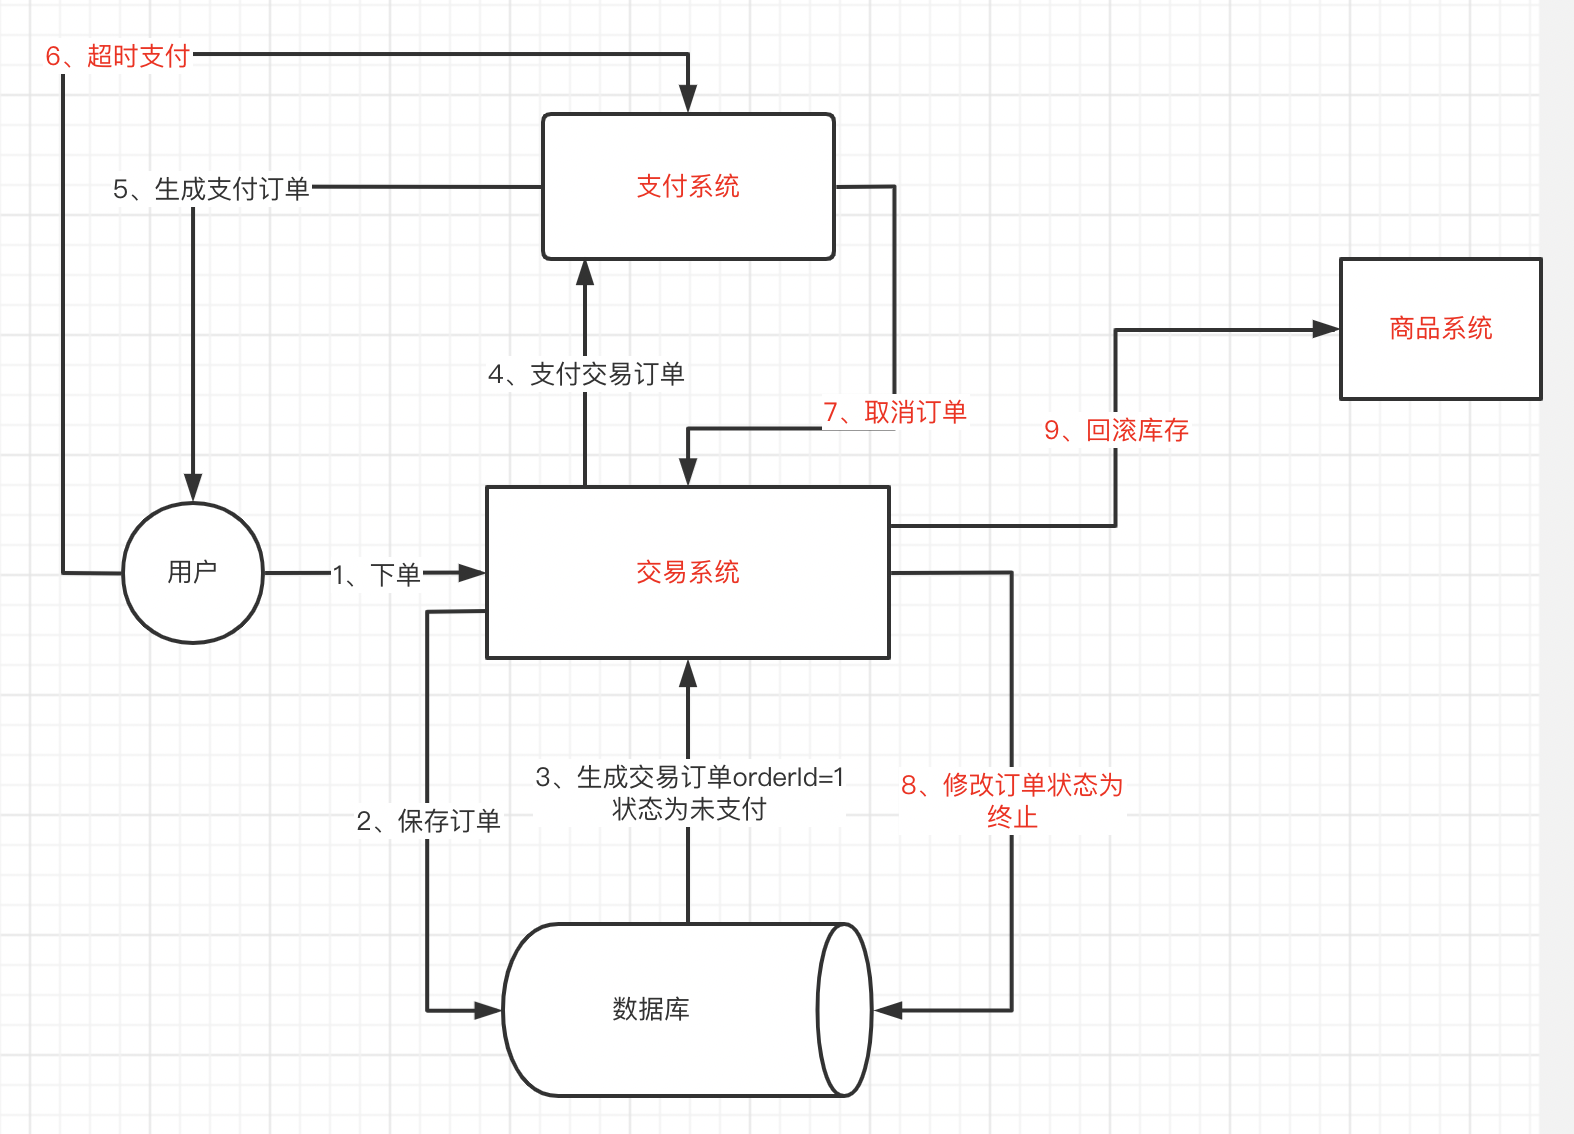 6、超时支付
5、生成支付订单
支付系统
商品系统
4、支付交易订单
7、取消订单
9、回滚库存
用户
1、下单
交易系统
3、生成交易订单orderId=1
状态为未支付
8、修改订单状态为
终止
2、保存订单
数据库